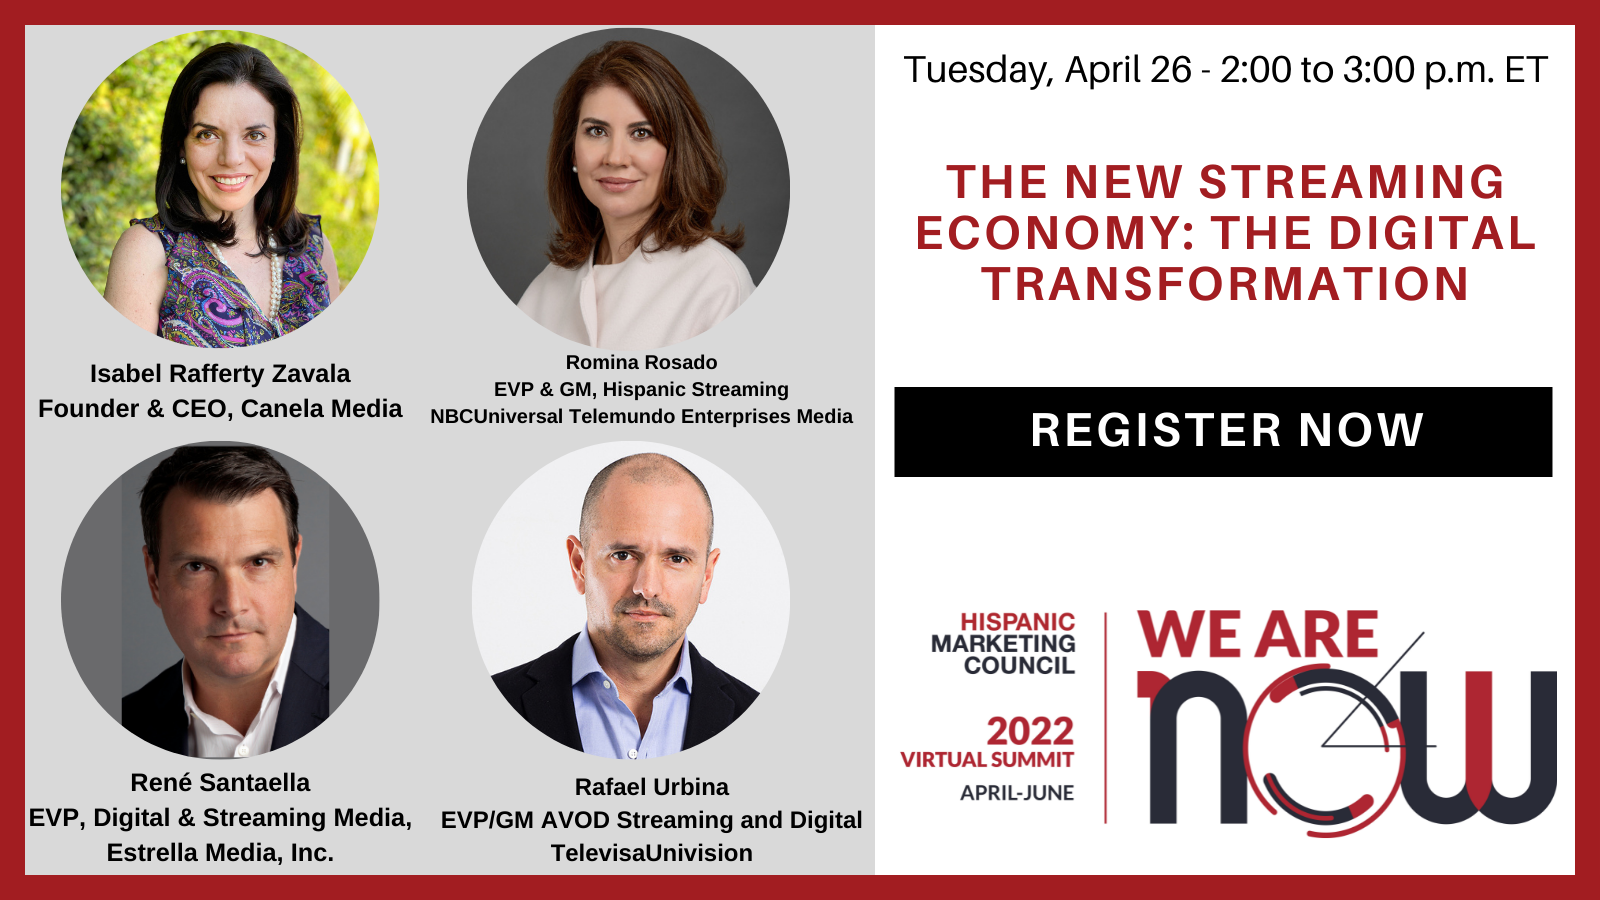 Isabel Rafferty Zavala
Founder & CEO, Canela Media
Romina Rosado
EVP & GM, Hispanic Streaming
NBCUniversal Telemundo Enterprises Media
René Santaella
EVP, Digital & Streaming Media,
Estrella Media, Inc.
Rafael Urbina
EVP/GM AVOD Streaming and Digital
TelevisaUnivision
Tuesday, April 26 - 2:00 to 3:00 p.m. ET
THE NEW STREAMING
ECONOMY: THE DIGITAL
TRANSFORMATION
REGISTER NOW
HISPANIC
MARKETING
COUNCIL
2022
VIRTUAL SUMMIT
APRIL-JUNE
WE ARE
now